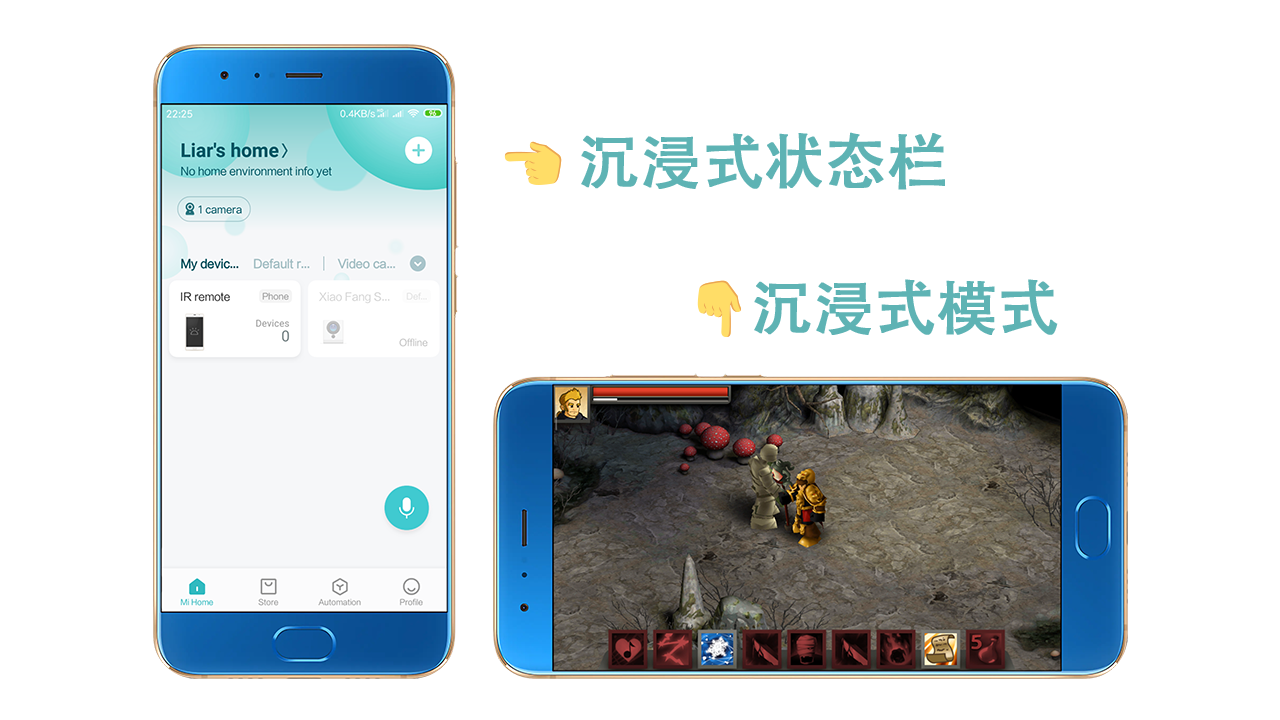 22:25
0.4KB/s
96
Liar's home〉
No home environment info yet
1 camera
My devic...
Default r...
Video ca...
IR remote
Phone
Devices
0
Xiao Fang S...
Def...
Offline
Mi Home
Store
Automation
Profile
沉浸式状态栏
沉浸式模式
5